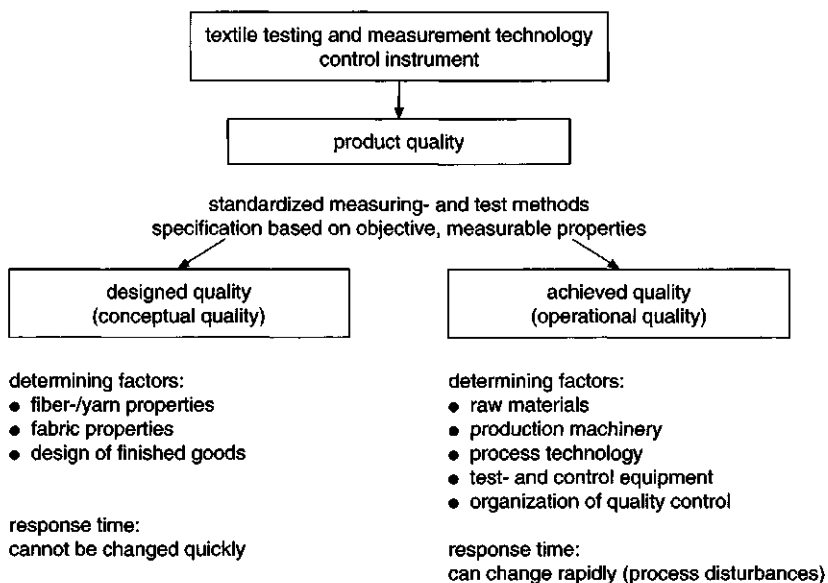 textile testing and measurement technology
control instrument
product quality
standardized measuring- and test methods
specification based on objective, measurable properties
designed quality
(conceptual quality)
determining factors:
● fiber-/yarn properties
● fabric properties
● design of finished goods
response time:
cannot be changed quickly
achieved quality
(operational quality)
determining factors:
● raw materials
● production machinery
● process technology
● test- and control equipment
● organization of quality control
response time:
can change rapidly (process disturbances)